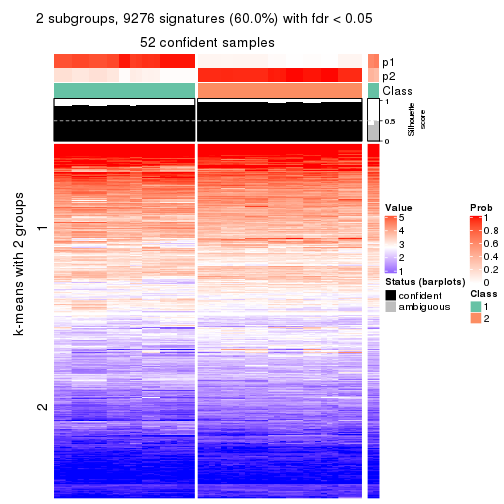 2 subgroups, 9276 signatures (60.0%) with fdr < 0.05
52 confident samples
p1
p2
Class
1
0.5
0
Silhouette
score
k-means with 2 groups
1
2
Value
5
4
3
2
1
Status (barplots)
confident
ambiguous
Prob
1
0.8
0.6
0.4
0.2
0
Class
1
2